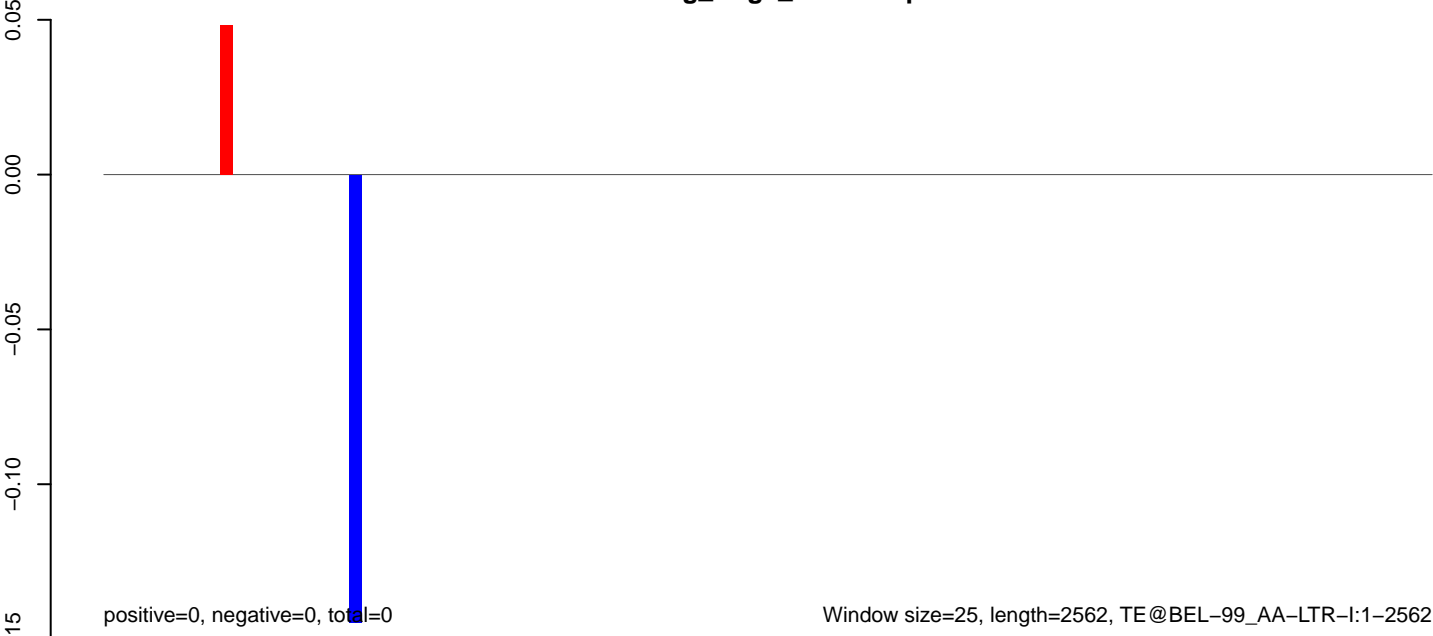 0.05
0.00
−0.05
−0.10
positive=0, negative=0, total=0
Window size=25, length=2562, TE@BEL−99_AA−LTR−I:1−2562